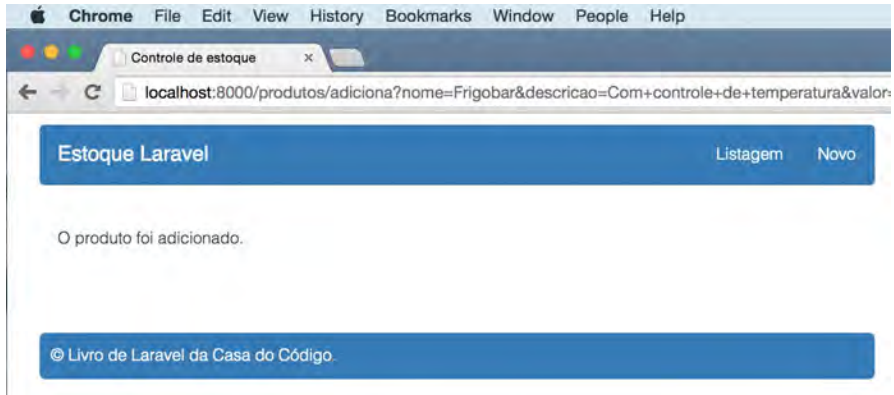 Chrome File Edit View History Bookmarks Window People Help
Controle de estoque ×
localhost:8000/produtos/adiciona?nome=Frigobar&descricao=Com+controle+de+temperatura&valor=
Estoque Laravel Listagem Novo
O produto foi adicionado.
© Livro de Laravel da Casa do Código.